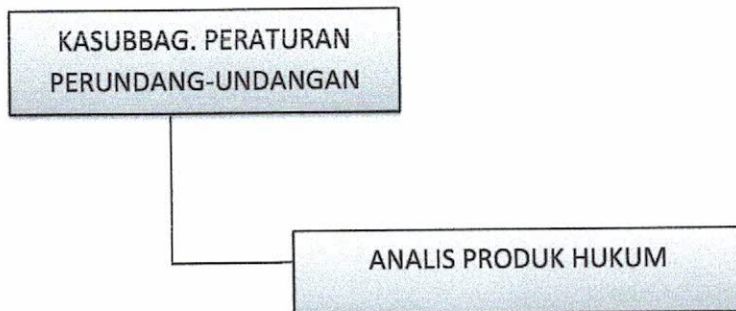 KASUBBAG. PERATURAN
PERUNDANG-UNDANGAN
ANALIS PRODUK HUKUM